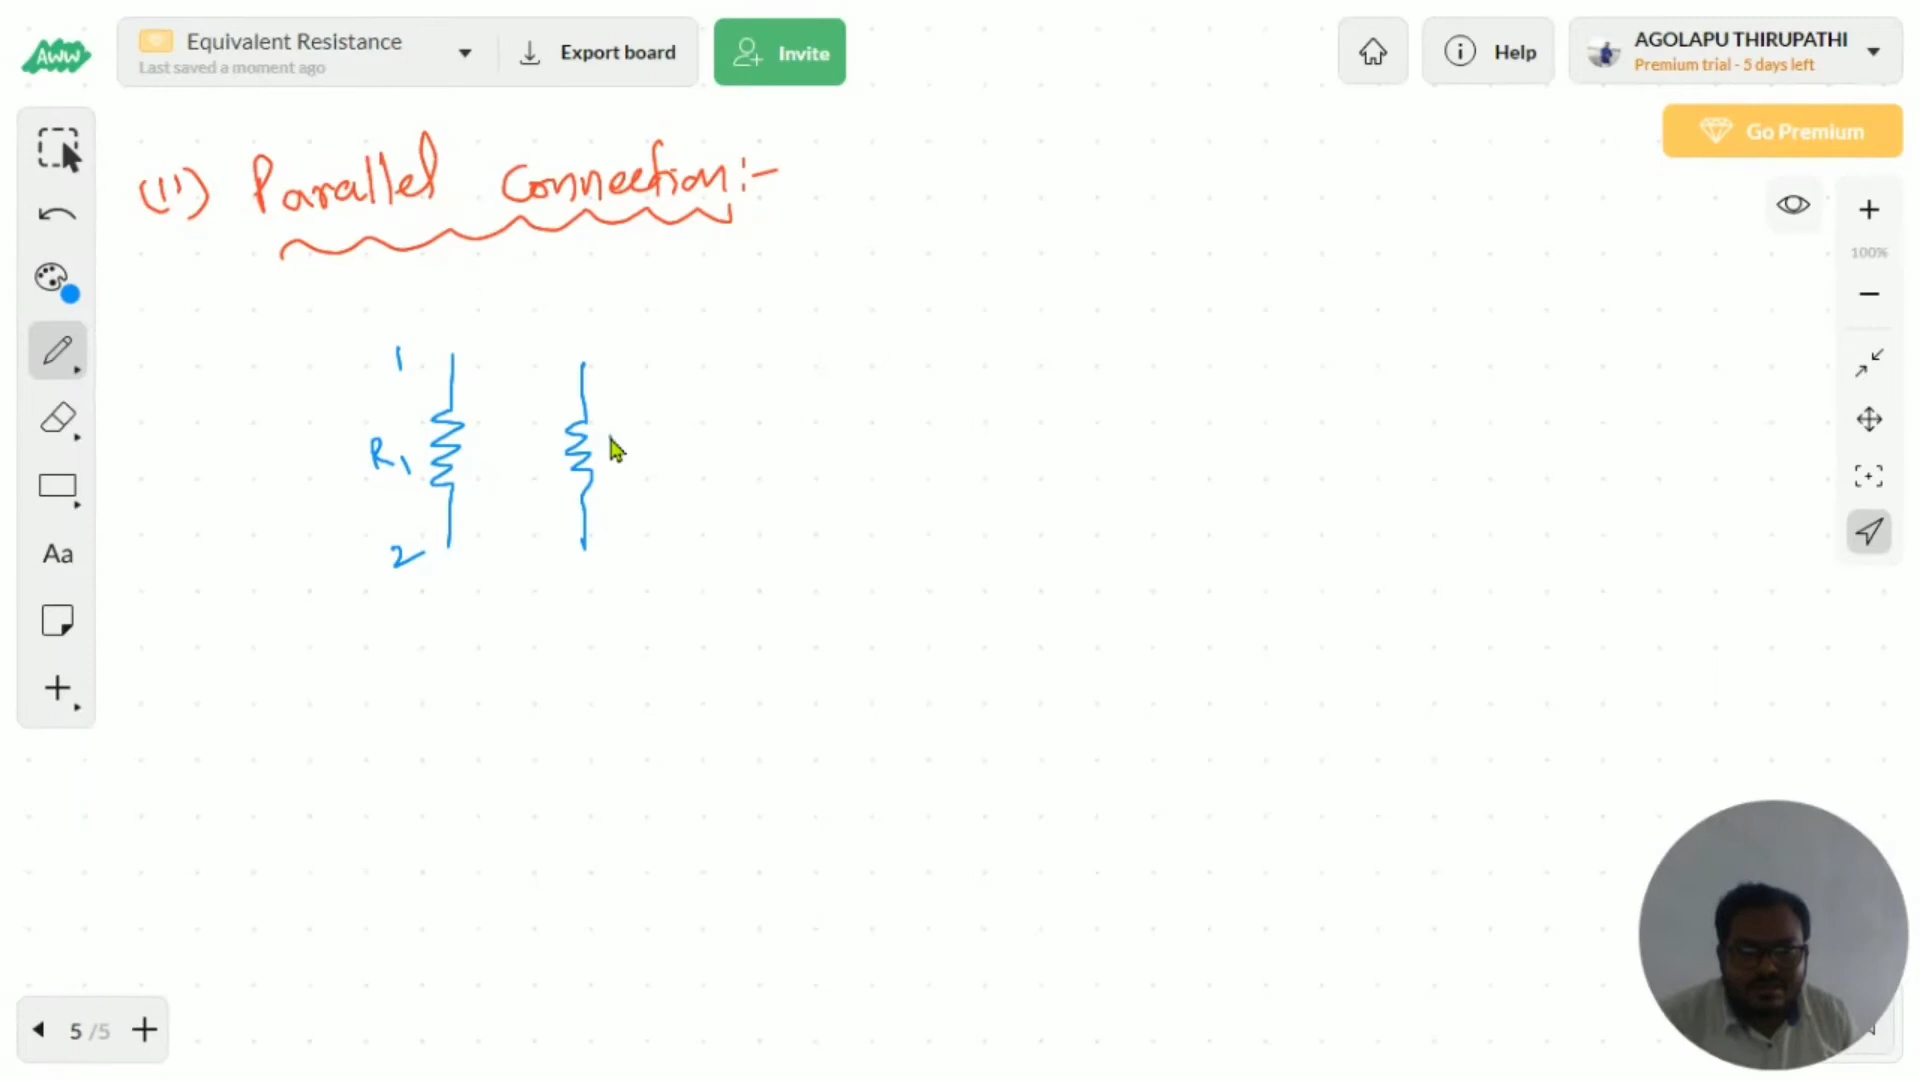 AWW
Equivalent Resistance
Last saved a moment ago
Export board
Invite
Help
AGOLAPU THIRUPATHI
Premium trial - 5 days left
Go Premium
(ii) Parallel Connection:-
100%
1
R1
2
Aa
5 /5